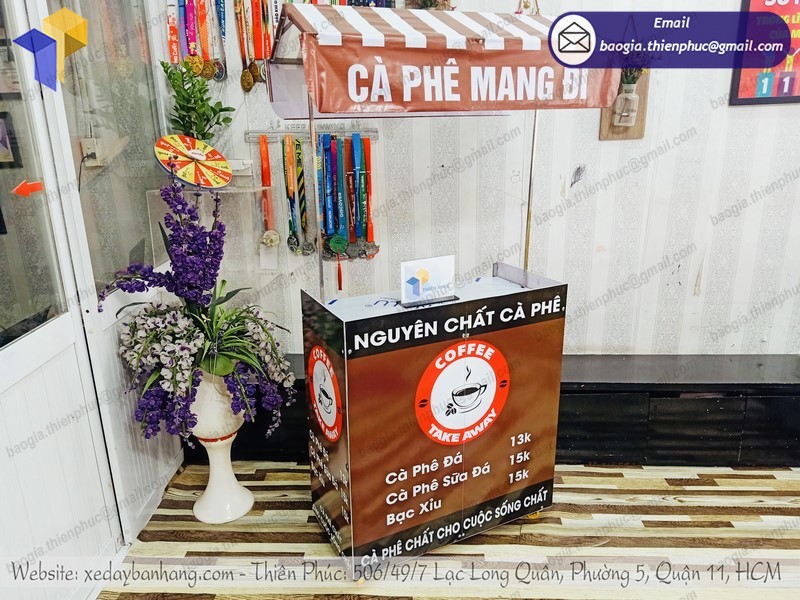 Email
baogia.thienphuc@gmail.com
CÀ PHÊ MANG ĐI
NGUYÊN CHẤT CÀ PHÊ
COFFEE
TAKE AWAY
Cà Phê Đá 13k
Cà Phê Sữa Đá 15k
Bạc Xỉu 15k
CÀ PHÊ CHẤT CHO CUỘC SỐNG CHẤT
Website: xedaybanhang.com - Thiên Phúc: 506/49/7 Lạc Long Quân, Phường 5, Quận 11, HCM